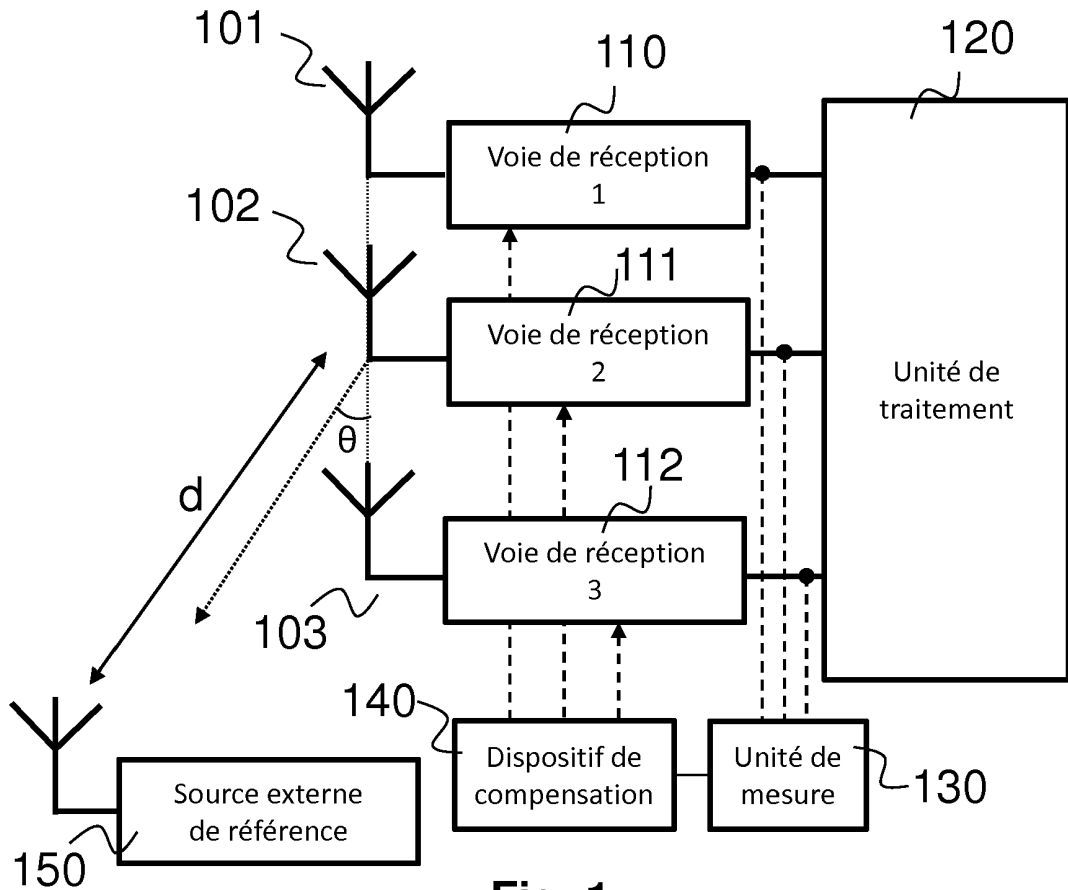 101
110
120
Voie de réception
1
102
111
Voie de réception
2
Unité de
traitement
θ
d
112
Voie de réception
3
103
140
Dispositif de
compensation
Unité de
mesure
130
Source externe
de référence
150
Fig. 1